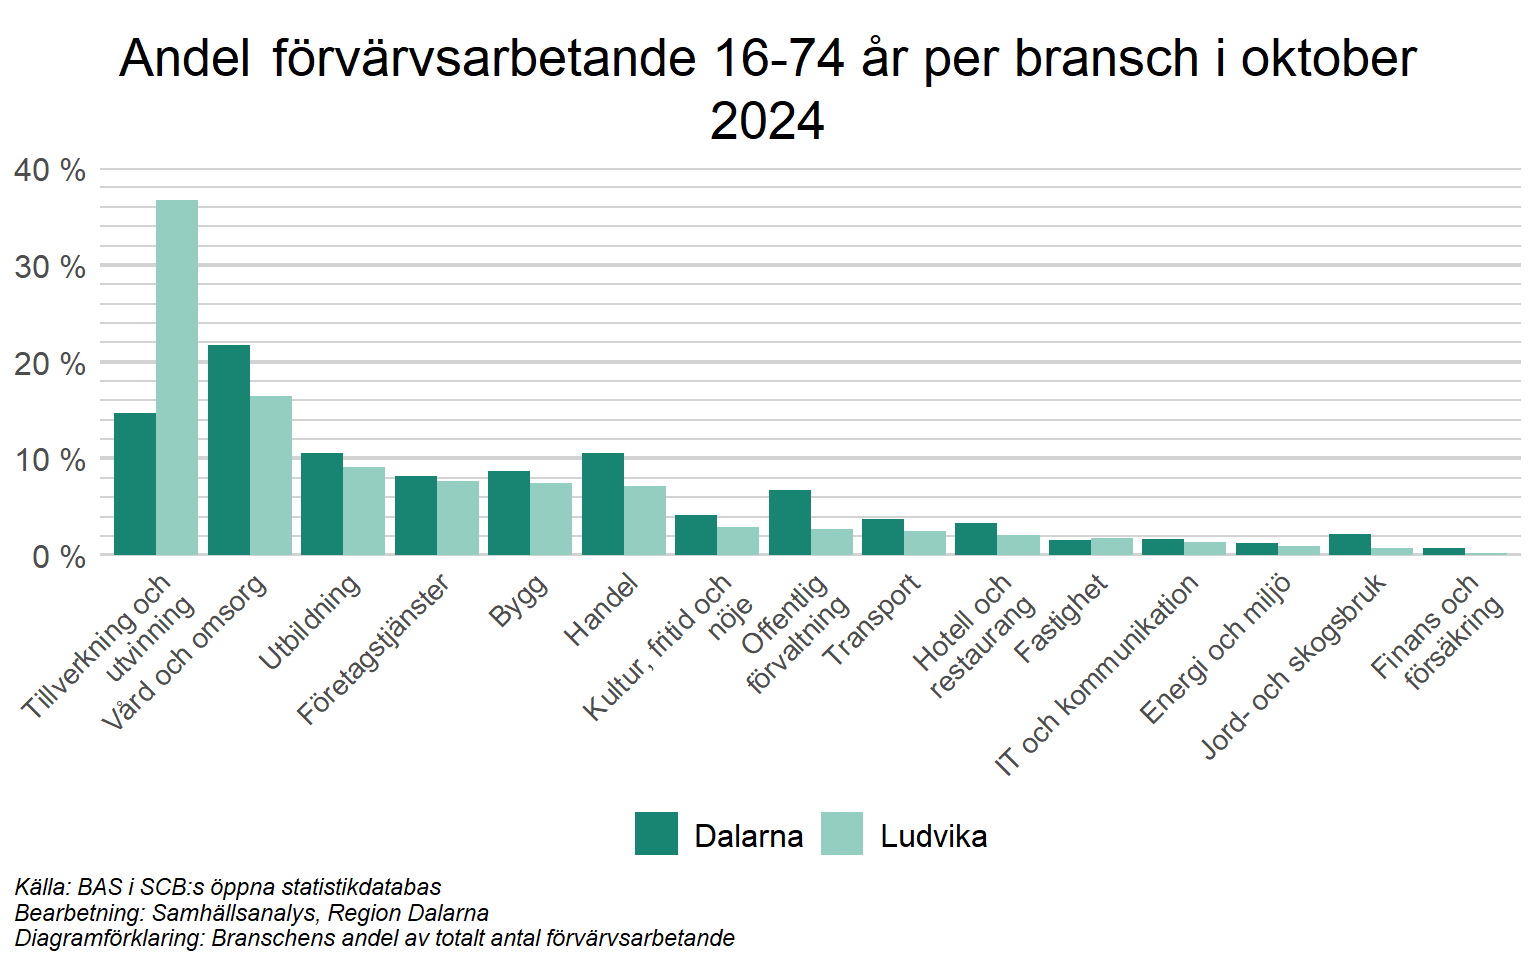 Andel förvärvsarbetande 16-74 år per bransch i oktober
2024
40 %
30 %
20 %
10 %
0 %
Tillverkning och
utvinning
Vård och omsorg
Utbildning
Företagstjänster
Bygg
Handel
Kultur, fritid och
nöje
Offentlig
förvaltning
Transport
Hotell och
restaurang
Fastighet
IT och kommunikation
Energi och miljö
Jord- och skogsbruk
Finans och
försäkring
Dalarna
Ludvika
Källa: BAS i SCB:s öppna statistikdatabas
Bearbetning: Samhällsanalys, Region Dalarna
Diagramförklaring: Branschens andel av totalt antal förvärvsarbetande